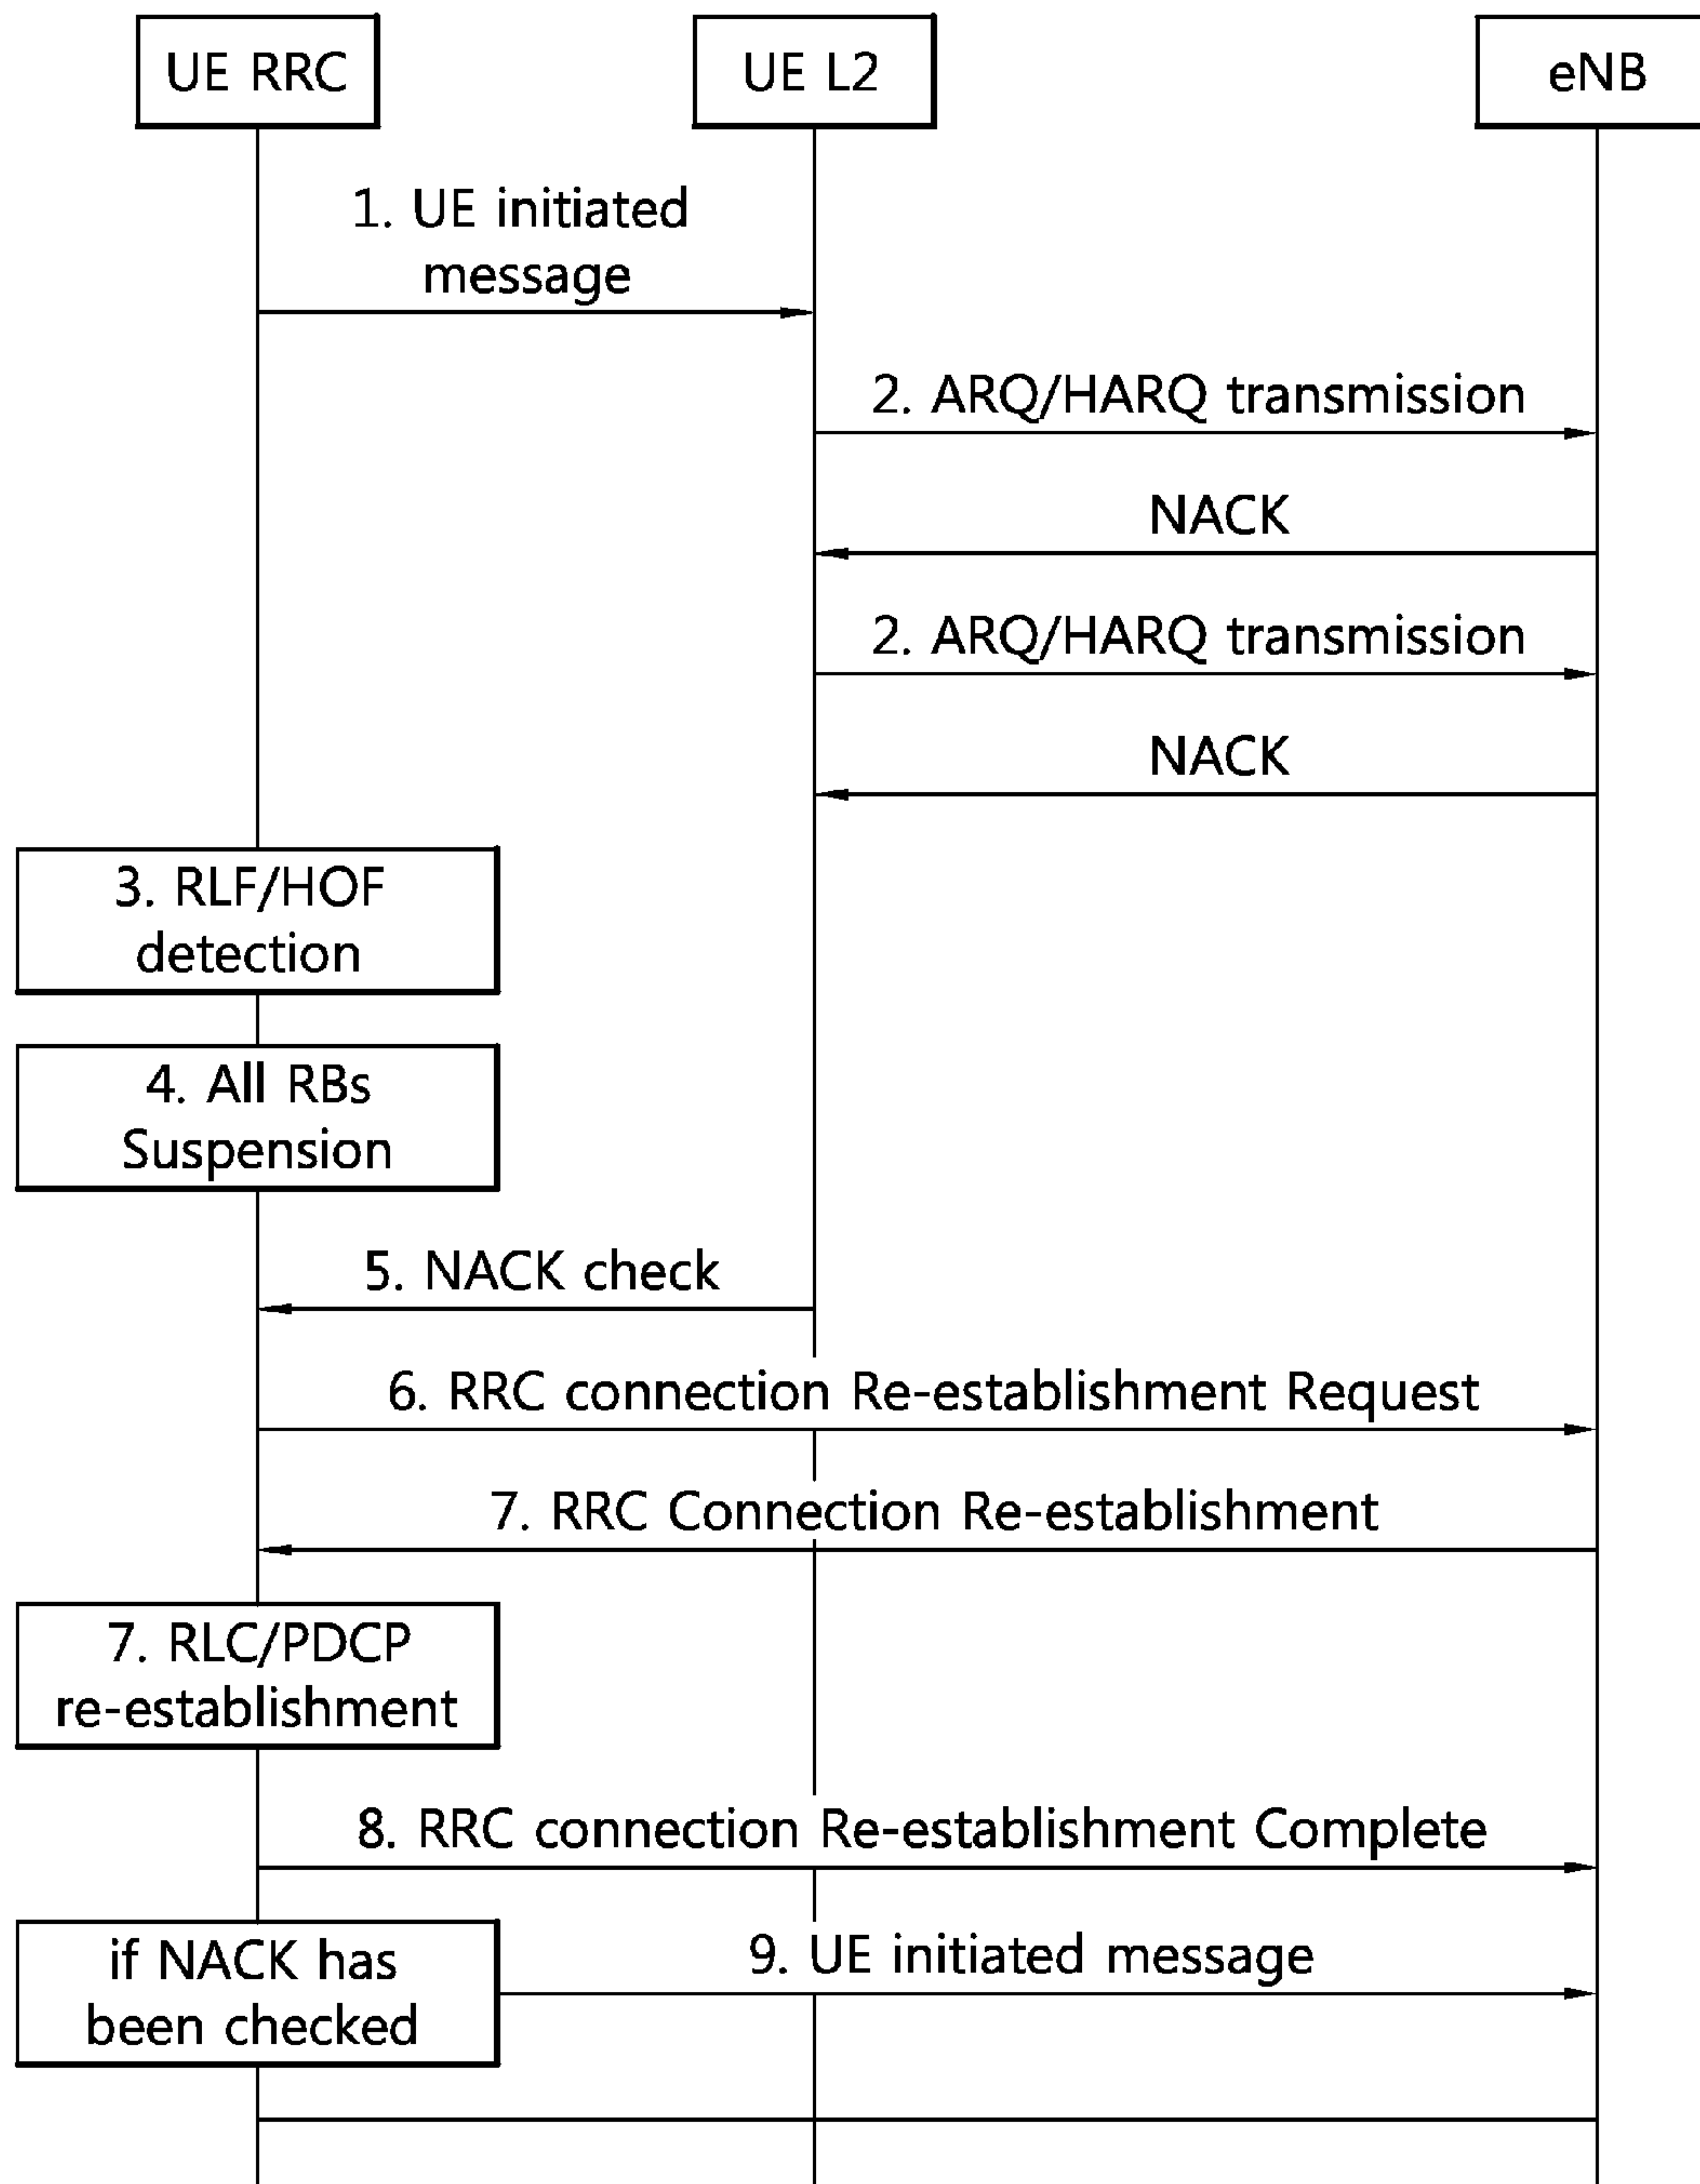 UE RRC
UE L2
eNB
1. UE initiated
message
2. ARQ/HARQ transmission
NACK
2. ARQ/HARQ transmission
NACK
3. RLF/HOF
detection
4. All RBs
Suspension
5. NACK check
6. RRC connection Re-establishment Request
7. RRC Connection Re-establishment
7. RLC/PDCP
re-establishment
8. RRC connection Re-establishment Complete
if NACK has
been checked
9. UE initiated message